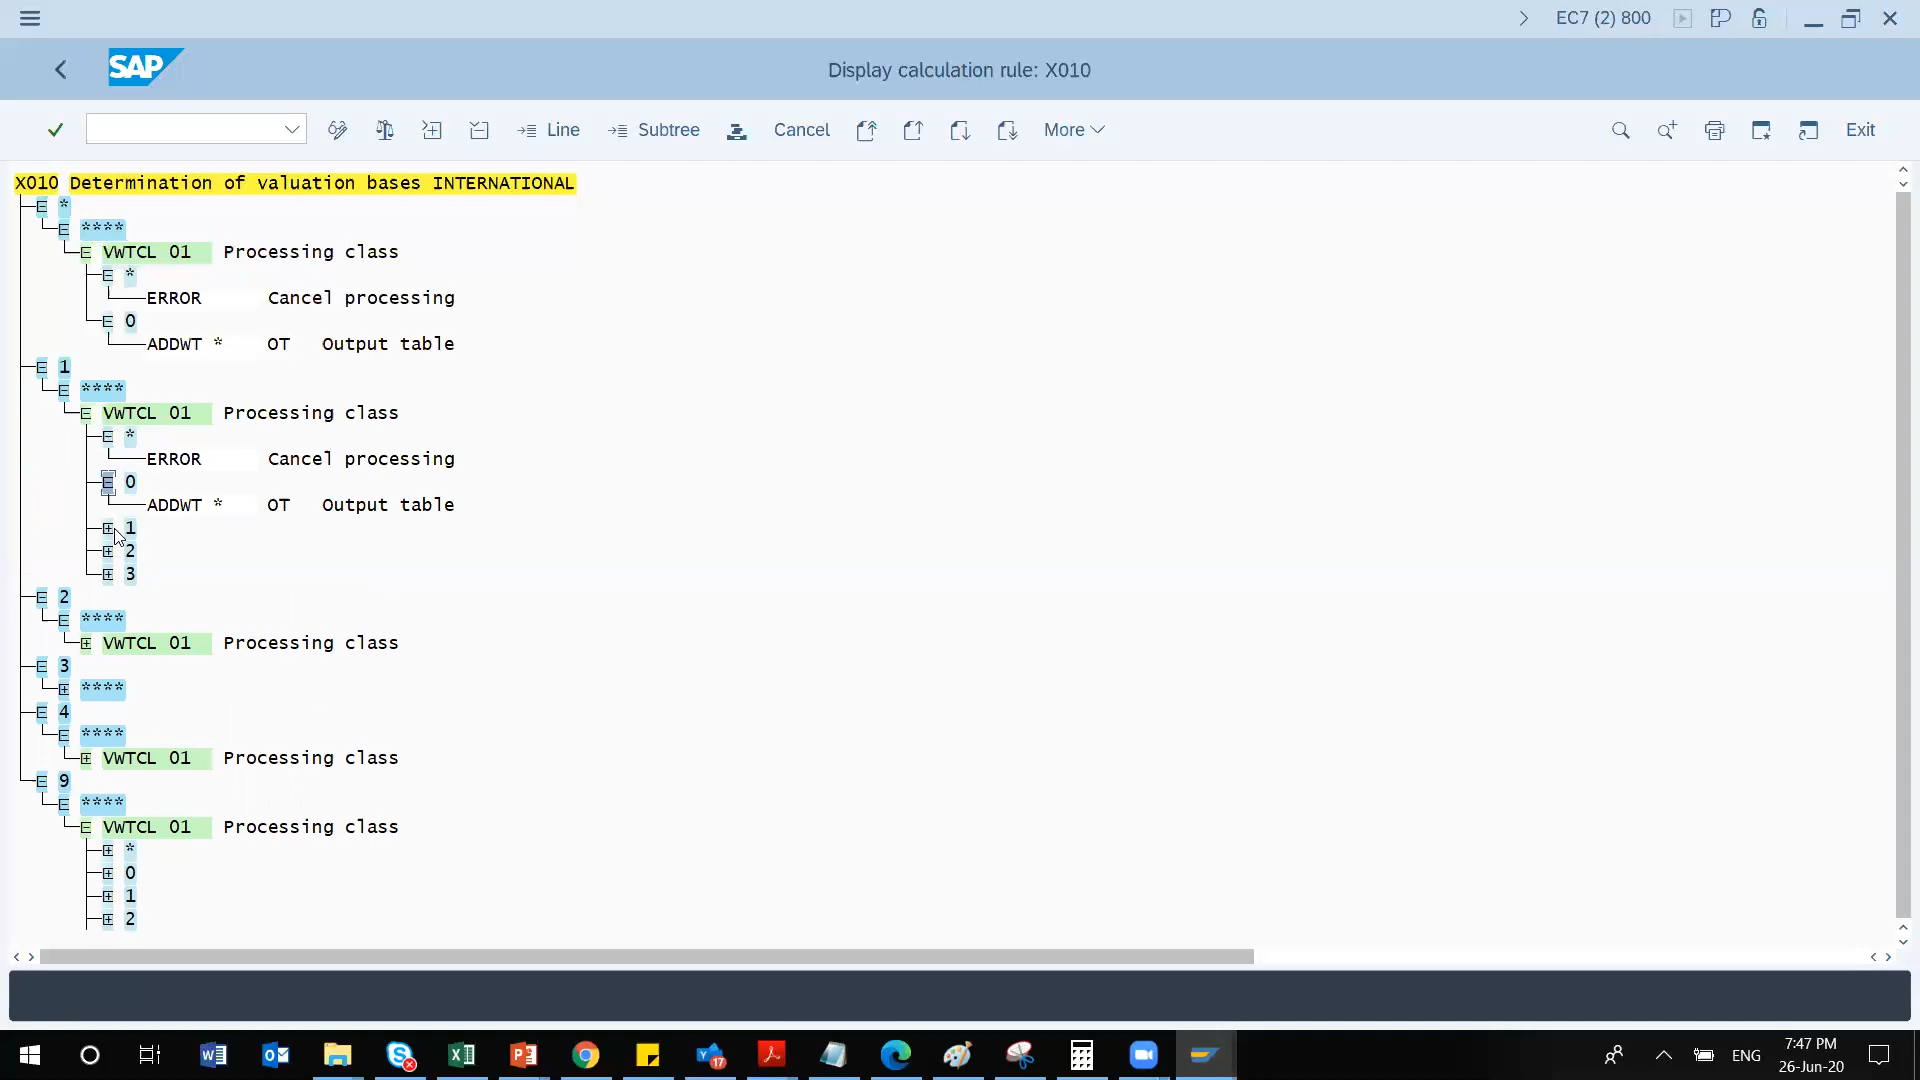 EC7 (2) 800
SAP
Display calculation rule: X010
Line
Subtree
Cancel
More
Exit
X010 Determination of valuation bases INTERNATIONAL
*
****
VWTCL 01 Processing class
*
ERROR Cancel processing
0
ADDWT * OT Output table
1
****
VWTCL 01 Processing class
*
ERROR Cancel processing
0
ADDWT * OT Output table
1
2
3
2
****
VWTCL 01 Processing class
3
****
4
****
VWTCL 01 Processing class
9
****
VWTCL 01 Processing class
*
0
1
2
17
ENG
7:47 PM
26-Jun-20